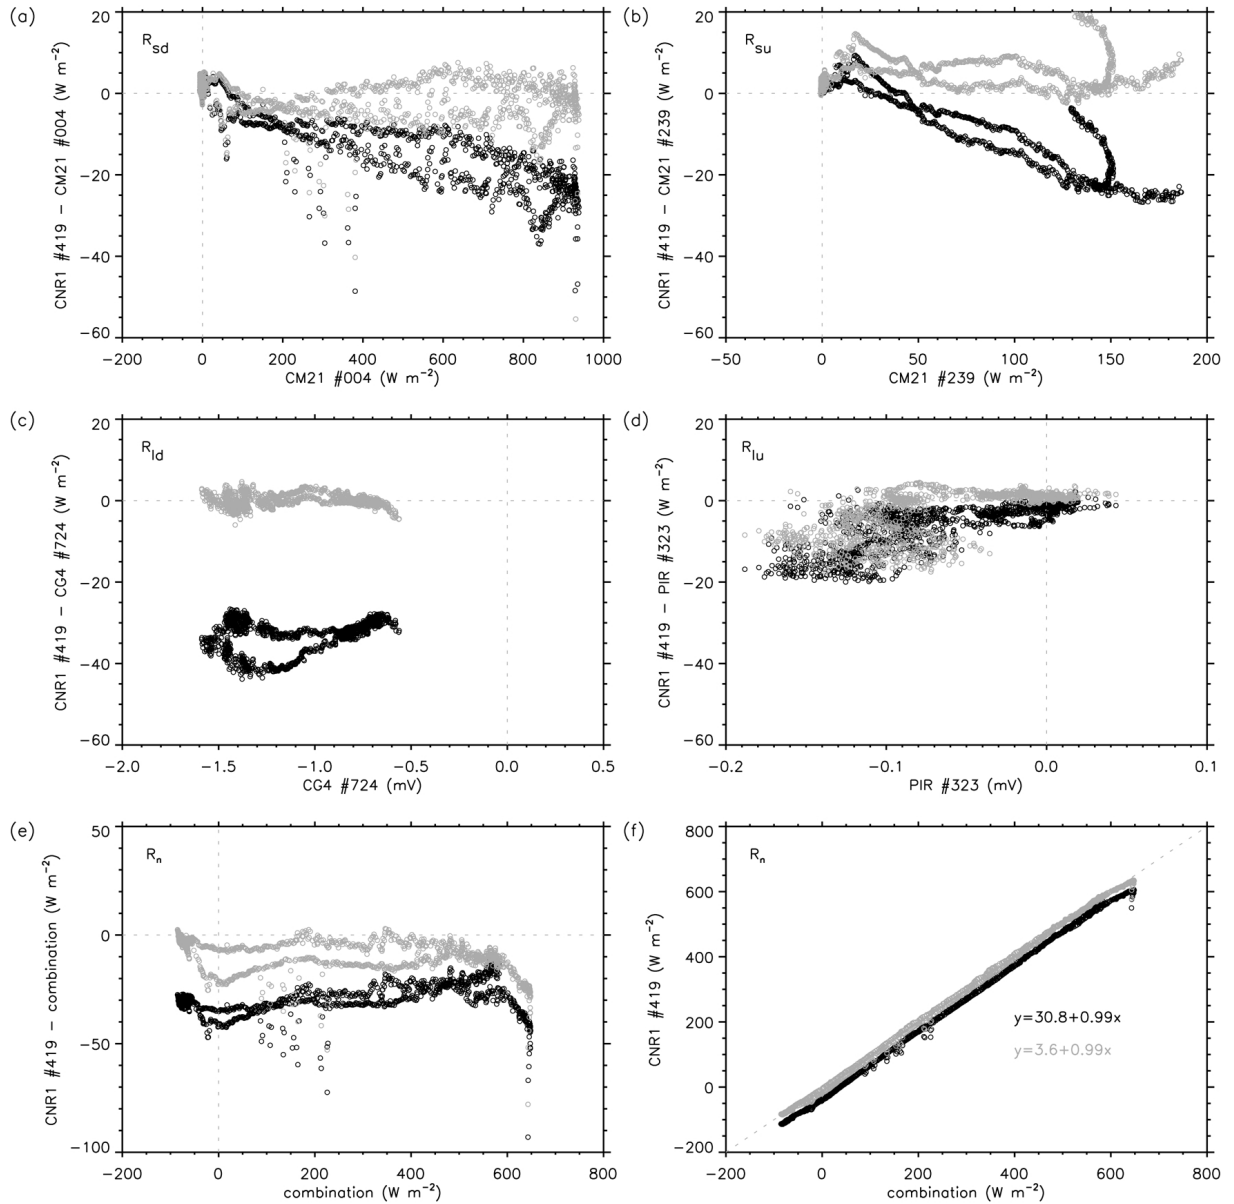 (a)
R_sd
20
0
−20
−40
−60
CNR1 #419 − CM21 #004 (W m⁻²)
−200 0 200 400 600 800 1000
CM21 #004 (W m⁻²)
(b)
R_su
20
0
−20
−40
−60
CNR1 #419 − CM21 #239 (W m⁻²)
−50 0 50 100 150 200
CM21 #239 (W m⁻²)
(c)
R_ld
20
0
−20
−40
−60
CNR1 #419 − CG4 #724 (W m⁻²)
−2.0 −1.5 −1.0 −0.5 0.0 0.5
CG4 #724 (mV)
(d)
R_lu
20
0
−20
−40
−60
CNR1 #419 − PIR #323 (W m⁻²)
−0.2 −0.1 0.0 0.1
PIR #323 (mV)
(e)
R_n
50
0
−50
−100
CNR1 #419 − combination (W m⁻²)
−200 0 200 400 600 800
combination (W m⁻²)
(f)
R_n
800
600
400
200
0
−200
CNR1 #419 (W m⁻²)
y=30.8+0.99x
y=3.6+0.99x
−200 0 200 400 600 800
combination (W m⁻²)